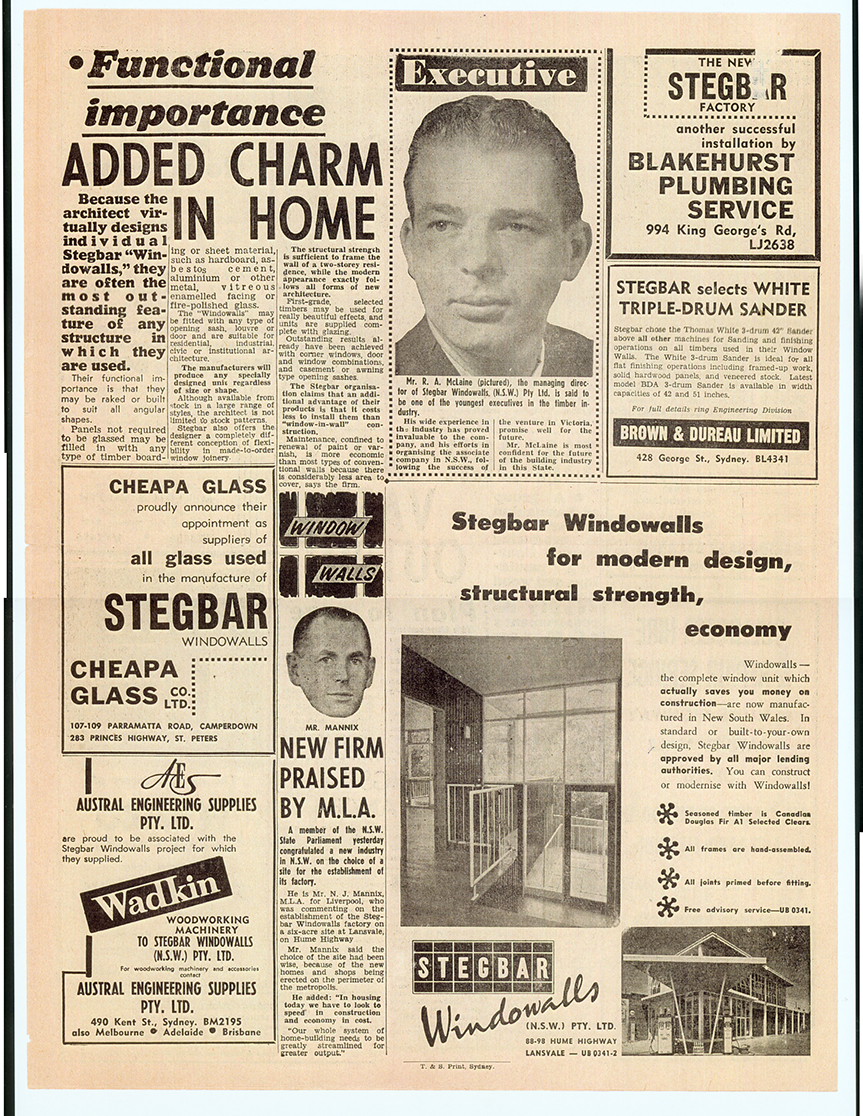 •Functional
importance
ADDED CHARM
IN HOME
Because the
architect vir-
tually designs
individual
Stegbar "Win-
dowalls," they
are often the
most out-
standing fea-
ture of any
structure in
which they
are used.
Their functional im-
portance is that they
may be raked or built
to suit all angular
shapes.
Panels not required
to be glassed may be
filled in with any
type of timber board-
ing or sheet material,
such as hardboard, as-
bestos cement,
aluminium or other
metal, vitreous
enamelled facing or
fire-polished glass.
The "Windowalls" may
be fitted with any type of
opening sash, louvre or
door and are suitable for
residential, industrial,
civic or institutional ar-
chitecture.
The manufacturers will
produce any specially
designed unit regardless
of size or shape.
Although available from
stock in a large range of
styles, the architect is not
limited to stock patterns.
Stegbar also offers the
designer a completely dif-
ferent conception of flexi-
bility in made-to-order
window joinery.
The structural strength
is sufficient to frame the
wall of a two-storey resi-
dence, while the modern
appearance exactly fol-
lows all forms of new
architecture.
First-grade, selected
timbers may be used for
really beautiful effects, and
units are supplied com-
plete with glazing.
Outstanding results al-
ready have been achieved
with corner windows, door
and window combinations,
and casement or awning
type opening sashes.
The Stegbar organisa-
tion claims that an addi-
tional advantage of their
products is that it costs
less to install them than
"window-in-wall" con-
struction.
Maintenance, confined to
renewal of paint or var-
nish, is more economic
than most types of conven-
tional walls because there
is considerably less area to
cover, says the firm.
Executive
Mr. R. A. McLaine (pictured), the managing direc-
tor of Stegbar Windowalls, (N.S.W.) Pty Ltd. is said to
be one of the youngest executives in the timber in-
dustry.
His wide experience in
the industry has proved
invaluable to the com-
pany, and his efforts in
organising the associate
company in N.S.W., fol-
lowing the success of
the venture in Victoria,
promise well for the
future.
Mr. McLaine is most
confident for the future
of the building industry
in this State.
THE NEW
STEGBAR
FACTORY
another successful
installation by
BLAKEHURST
PLUMBING
SERVICE
994 King George's Rd,
LJ2638
STEGBAR selects WHITE
TRIPLE-DRUM SANDER
Stegbar chose the Thomas White 3-drum 42" Sander
above all other machines for Sanding and finishing
operations on all timbers used in their Window
Walls. The White 3-drum Sander is ideal for all
flat finishing operations including framed-up work,
solid hardwood panels, and veneered stock. Latest
model BDA 3-drum Sander is available in width
capacities of 42 and 51 inches.
For full details ring Engineering Division
BROWN & DUREAU LIMITED
428 George St., Sydney. BL4341
CHEAPA GLASS
proudly announce their
appointment as
suppliers of
all glass used
in the manufacture of
STEGBAR
WINDOWALLS
CHEAPA
GLASS CO. LTD.
107-109 PARRAMATTA ROAD, CAMPERDOWN
283 PRINCES HIGHWAY, ST. PETERS
AES
AUSTRAL ENGINEERING SUPPLIES
PTY. LTD.
are proud to be associated with the
Stegbar Windowalls project for which
they supplied.
Wadkin
WOODWORKING
MACHINERY
TO STEGBAR WINDOWALLS
(N.S.W.) PTY. LTD.
For woodworking machinery and accessories
contact
AUSTRAL ENGINEERING SUPPLIES
PTY. LTD.
490 Kent St., Sydney. BM2195
also Melbourne • Adelaide • Brisbane
WINDOW
WALLS
MR. MANNIX
NEW FIRM
PRAISED
BY M.L.A.
A member of the N.S.W.
State Parliament yesterday
congratulated a new industry
in N.S.W. on the choice of a
site for the establishment of
its factory.
He is Mr. N. J. Mannix,
M.L.A. for Liverpool, who
was commenting on the
establishment of the Steg-
bar Windowalls factory on
a six-acre site at Lansvale,
on Hume Highway
Mr. Mannix said the
choice of the site had been
wise, because of the new
homes and shops being
erected on the perimeter of
the metropolis.
He added: "In housing
today we have to look to
speed in construction
and economy in cost.
"Our whole system of
home-building needs to be
greatly streamlined for
greater output."
Stegbar Windowalls
for modern design,
structural strength,
economy
Windowalls —
the complete window unit which
actually saves you money on
construction—are now manufac-
tured in New South Wales. In
standard or built-to-your-own
design, Stegbar Windowalls are
approved by all major lending
authorities. You can construct
or modernise with Windowalls!
Seasoned timber is Canadian
Douglas Fir A1 Selected Clears.
All frames are hand-assembled.
All joints primed before fitting.
Free advisory service—UB 0341.
STEGBAR
Windowalls
(N.S.W.) PTY. LTD.
88-98 HUME HIGHWAY
LANSVALE — UB 0341-2
T. & S. Print, Sydney.